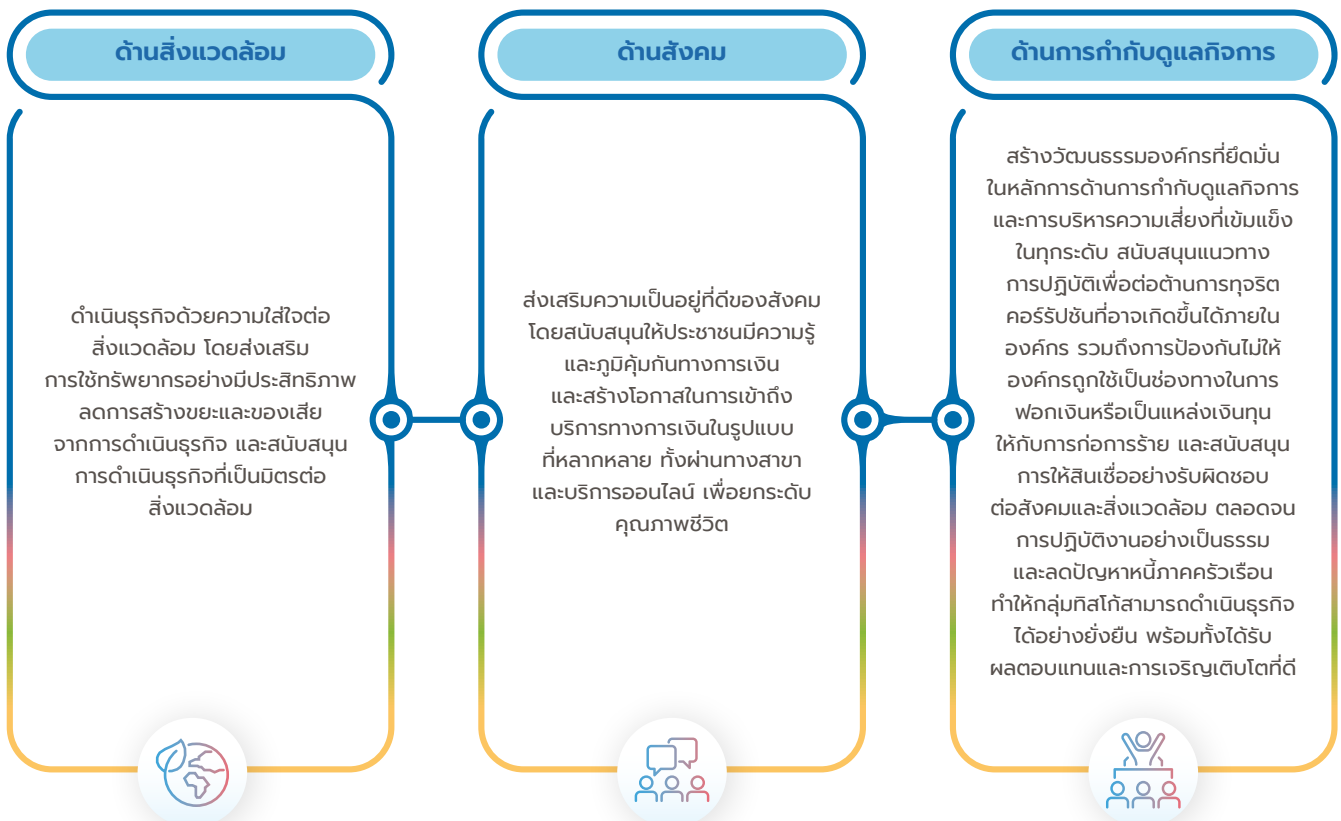 ด้านสิ่งแวดล้อม
ดำเนินธุรกิจด้วยความใส่ใจต่อ
สิ่งแวดล้อม โดยส่งเสริม
การใช้ทรัพยากรอย่างมีประสิทธิภาพ
ลดการสร้างขยะและของเสีย
จากการดำเนินธุรกิจ และสนับสนุน
การดำเนินธุรกิจที่เป็นมิตรต่อ
สิ่งแวดล้อม
ด้านสังคม
ส่งเสริมความเป็นอยู่ที่ดีของสังคม
โดยสนับสนุนให้ประชาชนมีความรู้
และภูมิคุ้มกันทางการเงิน
และสร้างโอกาสในการเข้าถึง
บริการทางการเงินในรูปแบบ
ที่หลากหลาย ทั้งผ่านทางสาขา
และบริการออนไลน์ เพื่อยกระดับ
คุณภาพชีวิต
ด้านการกำกับดูแลกิจการ
สร้างวัฒนธรรมองค์กรที่ยึดมั่น
ในหลักการด้านการกำกับดูแลกิจการ
และการบริหารความเสี่ยงที่เข้มแข็ง
ในทุกระดับ สนับสนุนแนวทาง
การปฏิบัติเพื่อต่อต้านการทุจริต
คอร์รัปชันที่อาจเกิดขึ้นได้ภายใน
องค์กร รวมถึงการป้องกันไม่ให้
องค์กรถูกใช้เป็นช่องทางในการ
ฟอกเงินหรือเป็นแหล่งเงินทุน
ให้กับการก่อการร้าย และสนับสนุน
การให้สินเชื่ออย่างรับผิดชอบ
ต่อสังคมและสิ่งแวดล้อม ตลอดจน
การปฏิบัติงานอย่างเป็นธรรม
และลดปัญหาหนี้ภาคครัวเรือน
ทำให้กลุ่มทิสโก้สามารถดำเนินธุรกิจ
ได้อย่างยั่งยืน พร้อมทั้งได้รับ
ผลตอบแทนและการเจริญเติบโตที่ดี